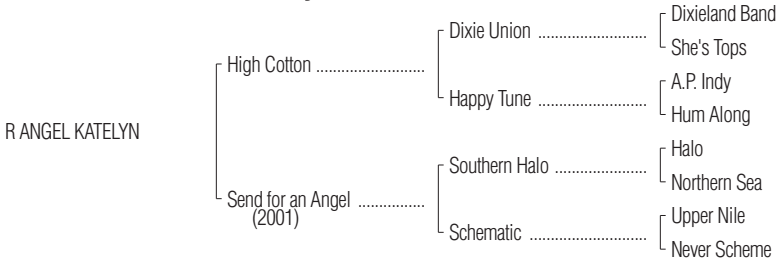 Dixieland Band
Dixie Union ..........................
She's Tops
High Cotton ..........................
A.P. Indy
Happy Tune ..........................
Hum Along
R ANGEL KATELYN
Halo
Southern Halo ......................
Northern Sea
Send for an Angel ................
(2001)
Upper Nile
Schematic ............................
Never Scheme